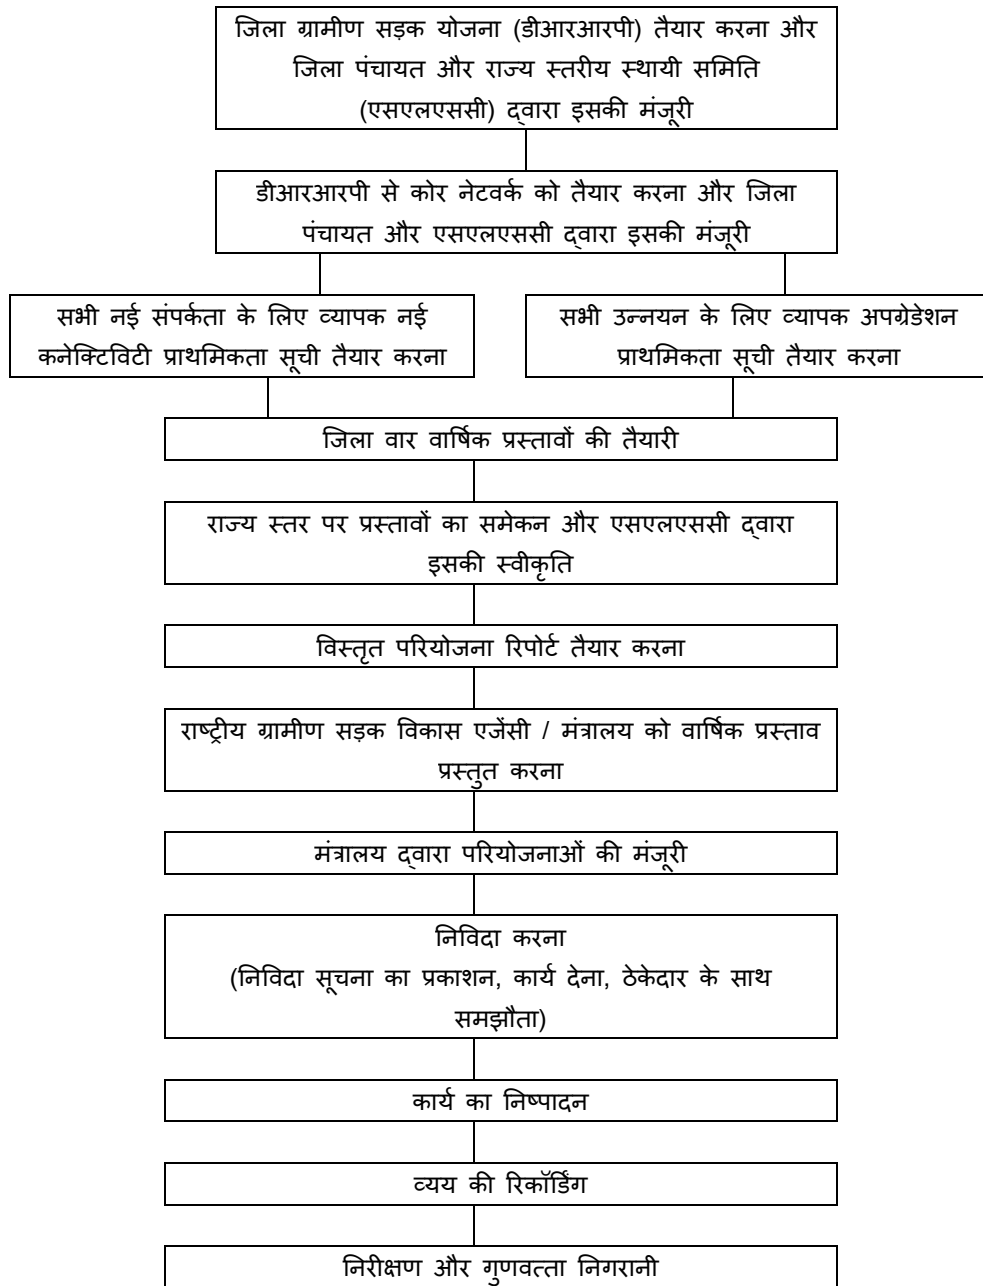 जिला ग्रामीण सड़क योजना (डीआरआरपी) तैयार करना और
जिला पंचायत और राज्य स्तरीय स्थायी समिति
(एसएलएससी) द्वारा इसकी मंजूरी
डीआरआरपी से कोर नेटवर्क को तैयार करना और जिला
पंचायत और एसएलएससी द्वारा इसकी मंजूरी
सभी नई संपर्कता के लिए व्यापक नई
कनेक्टिविटी प्राथमिकता सूची तैयार करना
सभी उन्नयन के लिए व्यापक अपग्रेडेशन
प्राथमिकता सूची तैयार करना
जिला वार वार्षिक प्रस्तावों की तैयारी
राज्य स्तर पर प्रस्तावों का समेकन और एसएलएससी द्वारा
इसकी स्वीकृति
विस्तृत परियोजना रिपोर्ट तैयार करना
राष्ट्रीय ग्रामीण सड़क विकास एजेंसी / मंत्रालय को वार्षिक प्रस्ताव
प्रस्तुत करना
मंत्रालय द्वारा परियोजनाओं की मंजूरी
निविदा करना
(निविदा सूचना का प्रकाशन, कार्य देना, ठेकेदार के साथ
समझौता)
कार्य का निष्पादन
व्यय की रिकॉर्डिंग
निरीक्षण और गुणवत्ता निगरानी